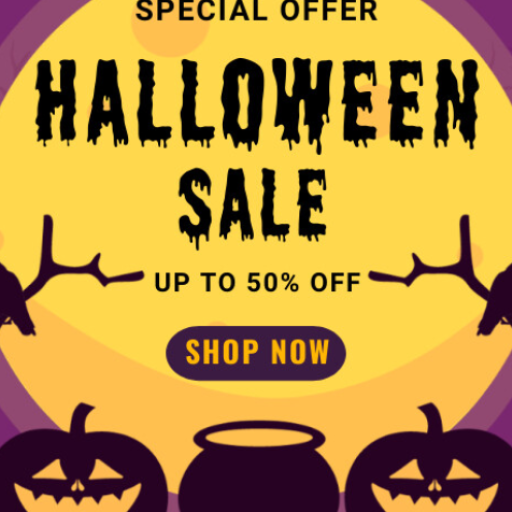 SPECIAL OFFER
HALLOWEEN
SALE
UP TO 50% OFF
SHOP NOW